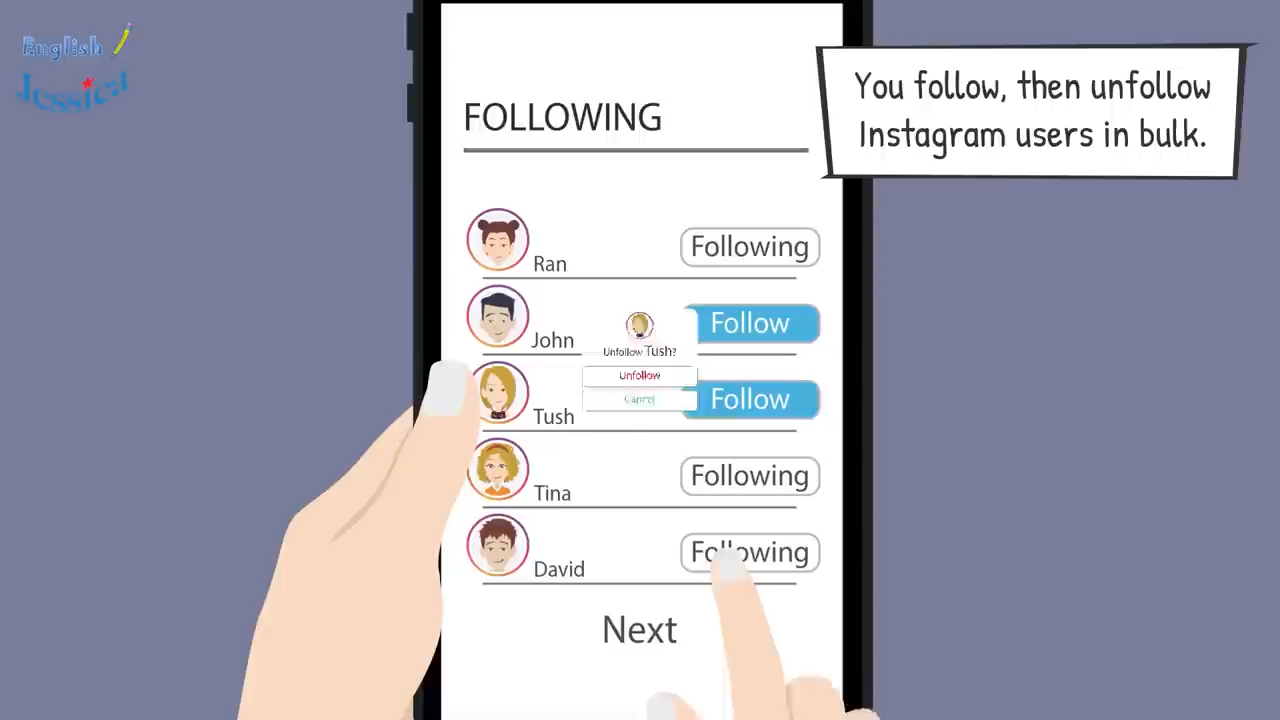 English
Jessica
You follow, then unfollow
Instagram users in bulk.
FOLLOWING
Ran
Following
John
Follow
Unfollow Tush?
Unfollow
Cancel
Tush
Follow
Tina
Following
David
Following
Next